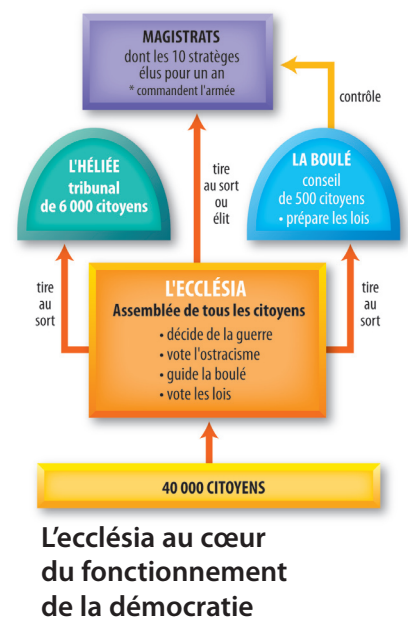 MAGISTRATS
dont les 10 stratèges
élus pour un an
* commandent l'armée
contrôle
L'HÉLIÉE
tribunal
de 6 000 citoyens
tire
au sort
ou
élit
LA BOULÉ
conseil
de 500 citoyens
• prépare les lois
tire
au
sort
L'ECCLÉSIA
Assemblée de tous les citoyens
• décide de la guerre
• vote l'ostracisme
• guide la boulé
• vote les lois
tire
au
sort
40 000 CITOYENS
L'ecclésia au cœur
du fonctionnement
de la démocratie